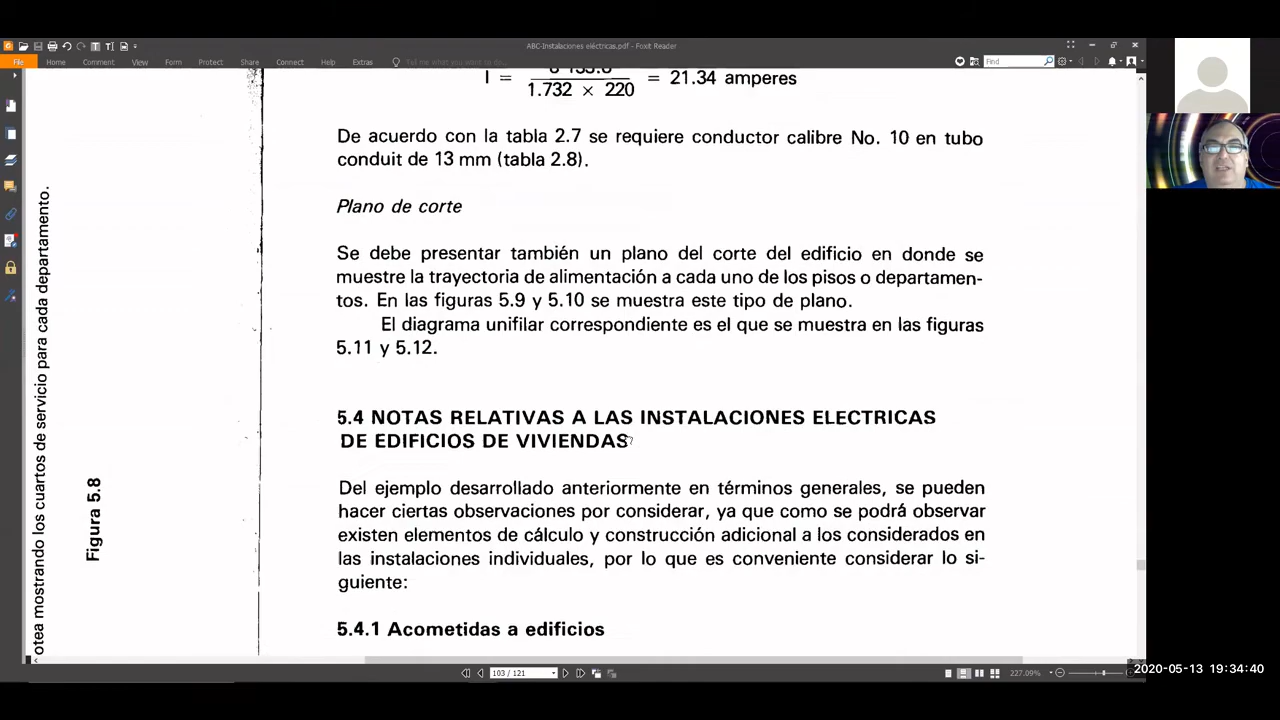 ABC-Instalaciones eléctricas.pdf - Foxit Reader
File Home Comment View Form Protect Share Connect Help Extras Tell me what you want to do... Find
I = 1.732 × 220 = 21.34 amperes
De acuerdo con la tabla 2.7 se requiere conductor calibre No. 10 en tubo
conduit de 13 mm (tabla 2.8).
Plano de corte
Se debe presentar también un plano del corte del edificio en donde se
muestre la trayectoria de alimentación a cada uno de los pisos o departamen-
tos. En las figuras 5.9 y 5.10 se muestra este tipo de plano.
El diagrama unifilar correspondiente es el que se muestra en las figuras
5.11 y 5.12.
5.4 NOTAS RELATIVAS A LAS INSTALACIONES ELECTRICAS
DE EDIFICIOS DE VIVIENDAS
Del ejemplo desarrollado anteriormente en términos generales, se pueden
hacer ciertas observaciones por considerar, ya que como se podrá observar
existen elementos de cálculo y construcción adicional a los considerados en
las instalaciones individuales, por lo que es conveniente considerar lo si-
guiente:
5.4.1 Acometidas a edificios
otea mostrando los cuartos de servicio para cada departamento.
Figura 5.8
103 / 121
227.09%
2020-05-13 19:34:40